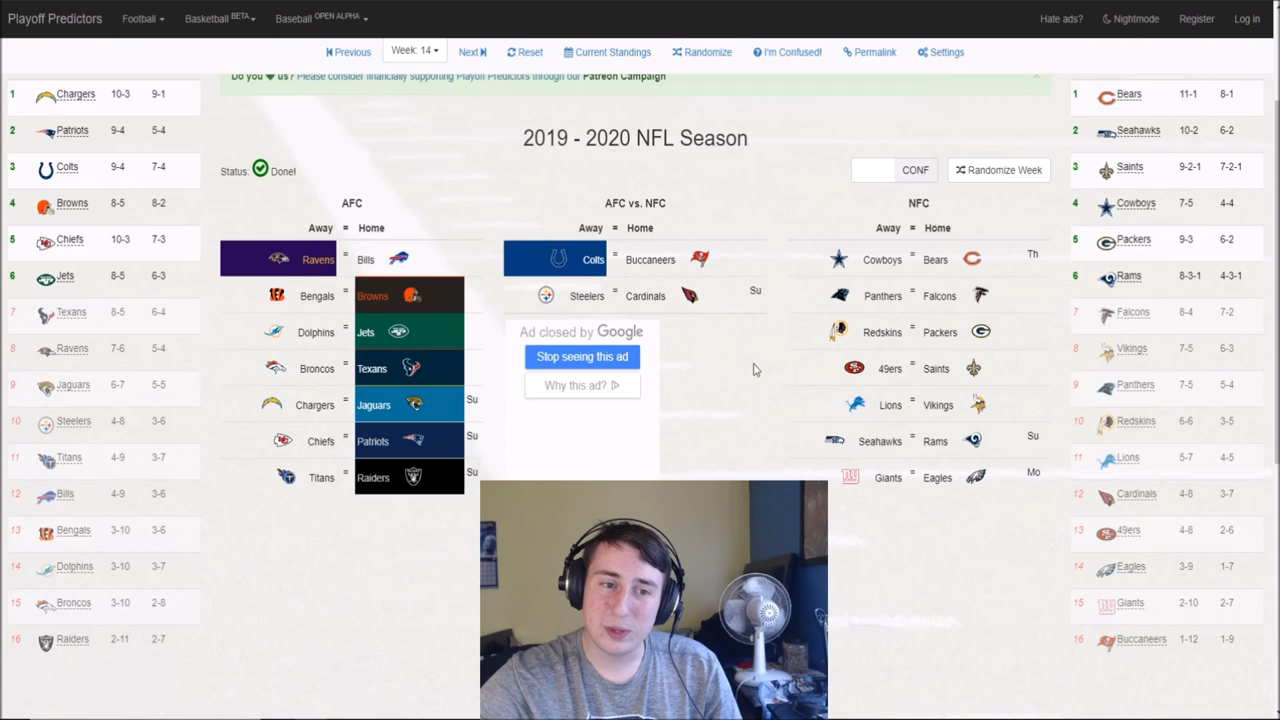 Playoff Predictors Football Basketball BETA Baseball OPEN ALPHA Hate ads? Nightmode Register Log in
Previous Week: 14 Next Reset Current Standings Randomize I'm Confused! Permalink Settings
Do you us? Please consider financially supporting Playoff Predictors through our Patreon Campaign
2019 - 2020 NFL Season
Status: Done! CONF Randomize Week
1 Chargers 10-3 9-1
2 Patriots 9-4 5-4
3 Colts 9-4 7-4
4 Browns 8-5 8-2
5 Chiefs 10-3 7-3
6 Jets 8-5 6-3
7 Texans 8-5 6-4
8 Ravens 7-6 5-4
9 Jaguars 6-7 5-5
10 Steelers 4-8 3-6
11 Titans 4-9 3-7
12 Bills 4-9 3-6
13 Bengals 3-10 3-6
14 Dolphins 3-10 3-7
15 Broncos 3-10 2-8
16 Raiders 2-11 2-7
AFC
Away = Home
Ravens = Bills
Bengals = Browns
Dolphins = Jets
Broncos = Texans
Chargers = Jaguars Su
Chiefs = Patriots Su
Titans = Raiders Su
AFC vs. NFC
Away = Home
Colts = Buccaneers
Steelers = Cardinals Su
Ad closed by Google
Stop seeing this ad
Why this ad?
NFC
Away = Home
Cowboys = Bears Th
Panthers = Falcons
Redskins = Packers
49ers = Saints
Lions = Vikings
Seahawks = Rams Su
Giants = Eagles Mo
1 Bears 11-1 8-1
2 Seahawks 10-2 6-2
3 Saints 9-2-1 7-2-1
4 Cowboys 7-5 4-4
5 Packers 9-3 6-2
6 Rams 8-3-1 4-3-1
7 Falcons 8-4 7-2
8 Vikings 7-5 5-3
9 Panthers 7-5 5-4
10 Redskins 6-6 3-5
11 Lions 5-7 4-5
12 Cardinals 4-8 3-7
13 49ers 4-8 2-6
14 Eagles 3-9 1-7
15 Giants 2-10 2-7
16 Buccaneers 1-12 1-9